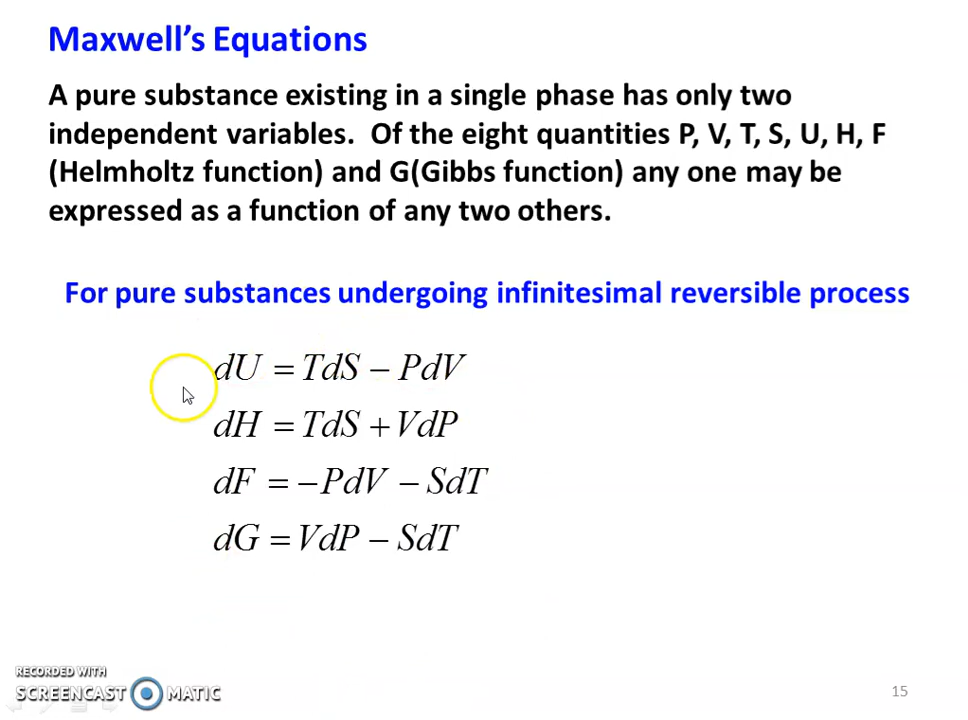 Maxwell's Equations
A pure substance existing in a single phase has only two
independent variables. Of the eight quantities P, V, T, S, U, H, F
(Helmholtz function) and G(Gibbs function) any one may be
expressed as a function of any two others.
For pure substances undergoing infinitesimal reversible process
dU = TdS − PdV
dH = TdS + VdP
dF = −PdV − SdT
dG = VdP − SdT
RECORDED WITH
SCREENCAST MATIC
15